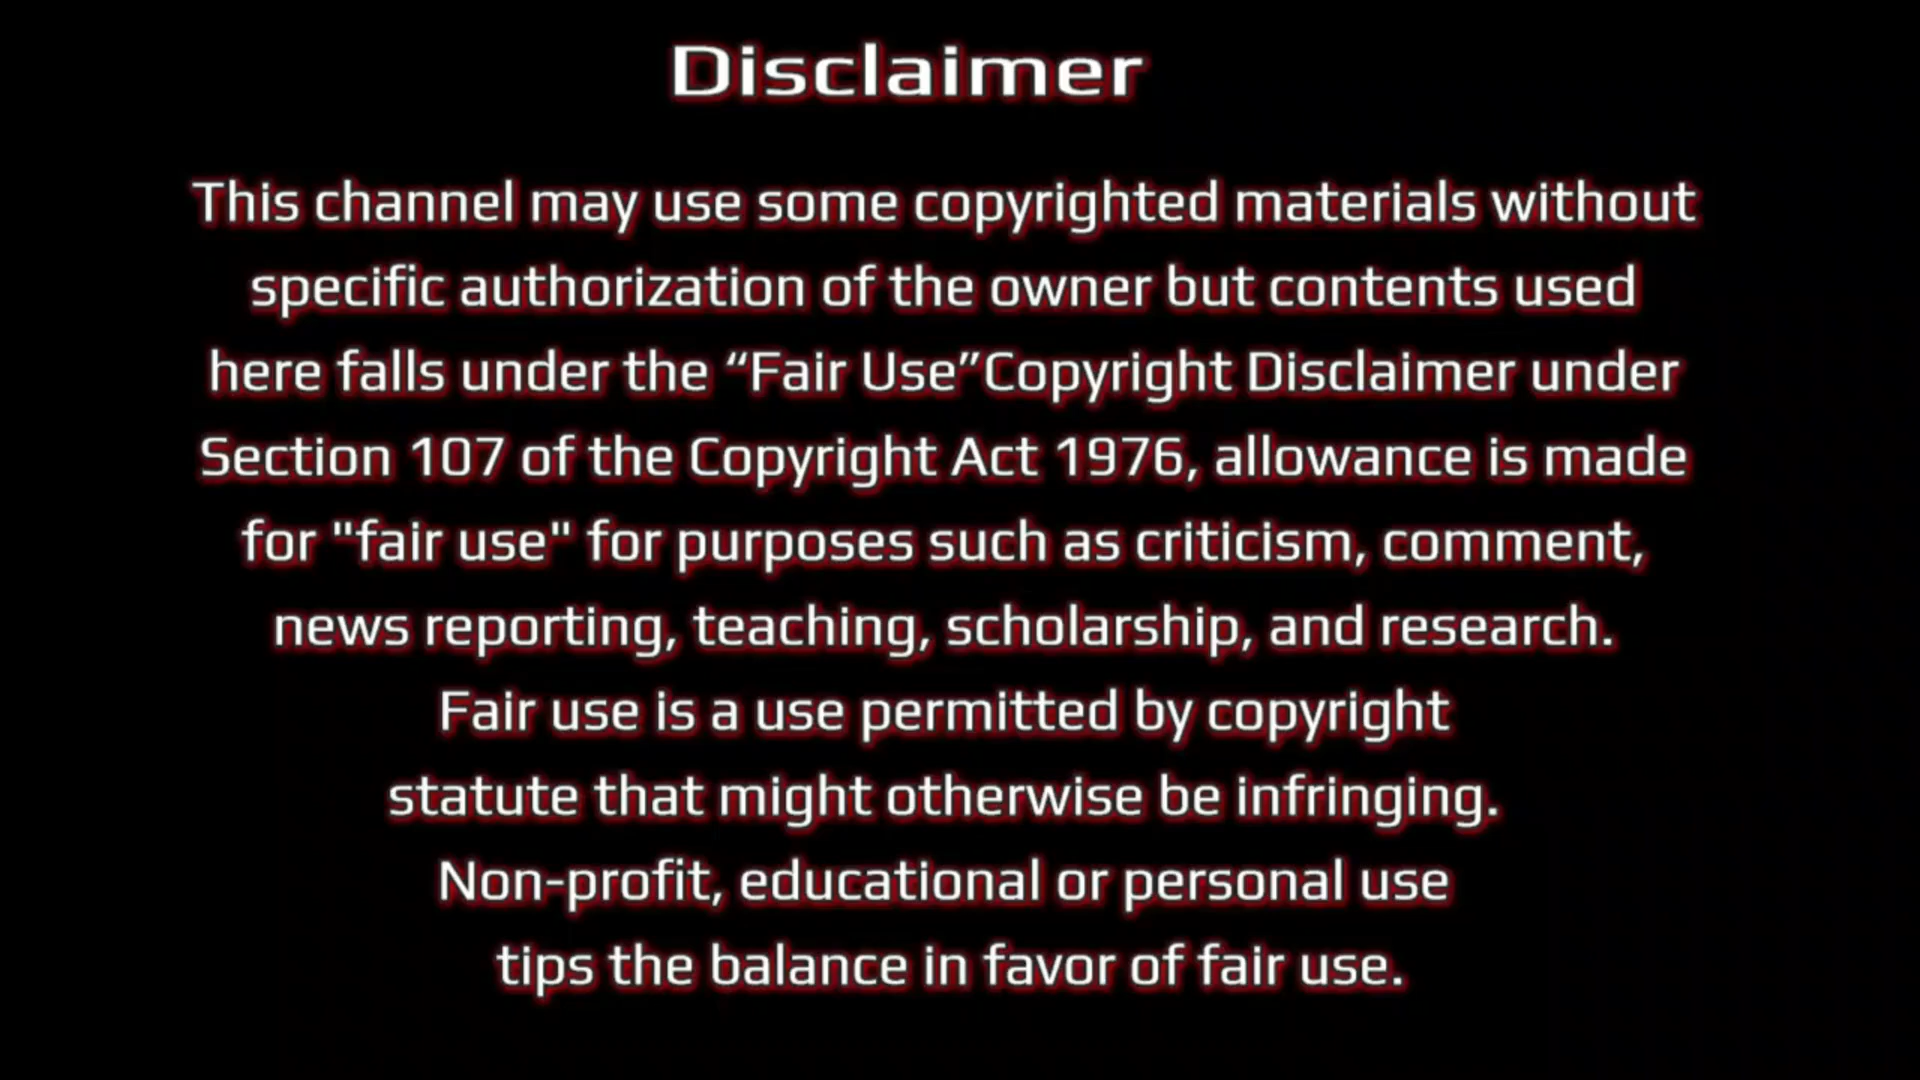 Disclaimer
This channel may use some copyrighted materials without
specific authorization of the owner but contents used
here falls under the “Fair Use”Copyright Disclaimer under
Section 107 of the Copyright Act 1976, allowance is made
for "fair use" for purposes such as criticism, comment,
news reporting, teaching, scholarship, and research.
Fair use is a use permitted by copyright
statute that might otherwise be infringing.
Non-profit, educational or personal use
tips the balance in favor of fair use.